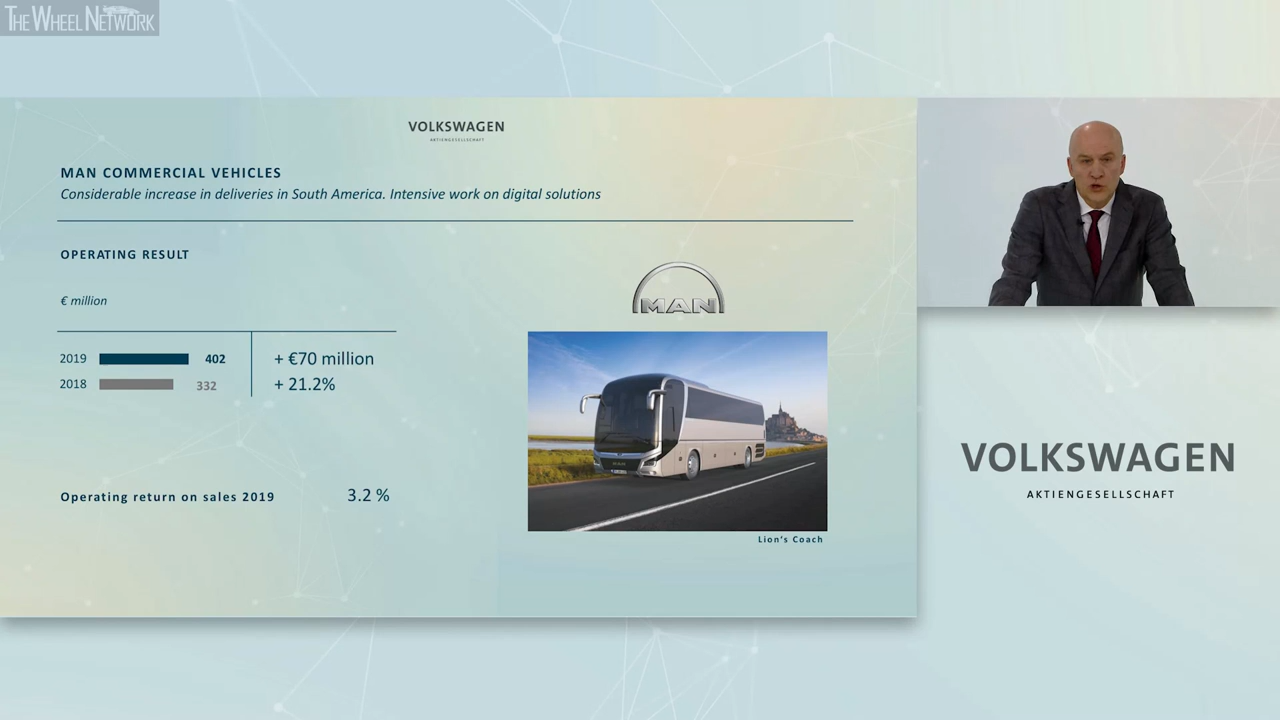 THE WHEEL NETWORK
VOLKSWAGEN
AKTIENGESELLSCHAFT
MAN COMMERCIAL VEHICLES
Considerable increase in deliveries in South America. Intensive work on digital solutions
OPERATING RESULT
€ million
2019 402 + €70 million
2018 332 + 21.2%
Operating return on sales 2019 3.2 %
MAN
MAN
Lion's Coach
VOLKSWAGEN
AKTIENGESELLSCHAFT